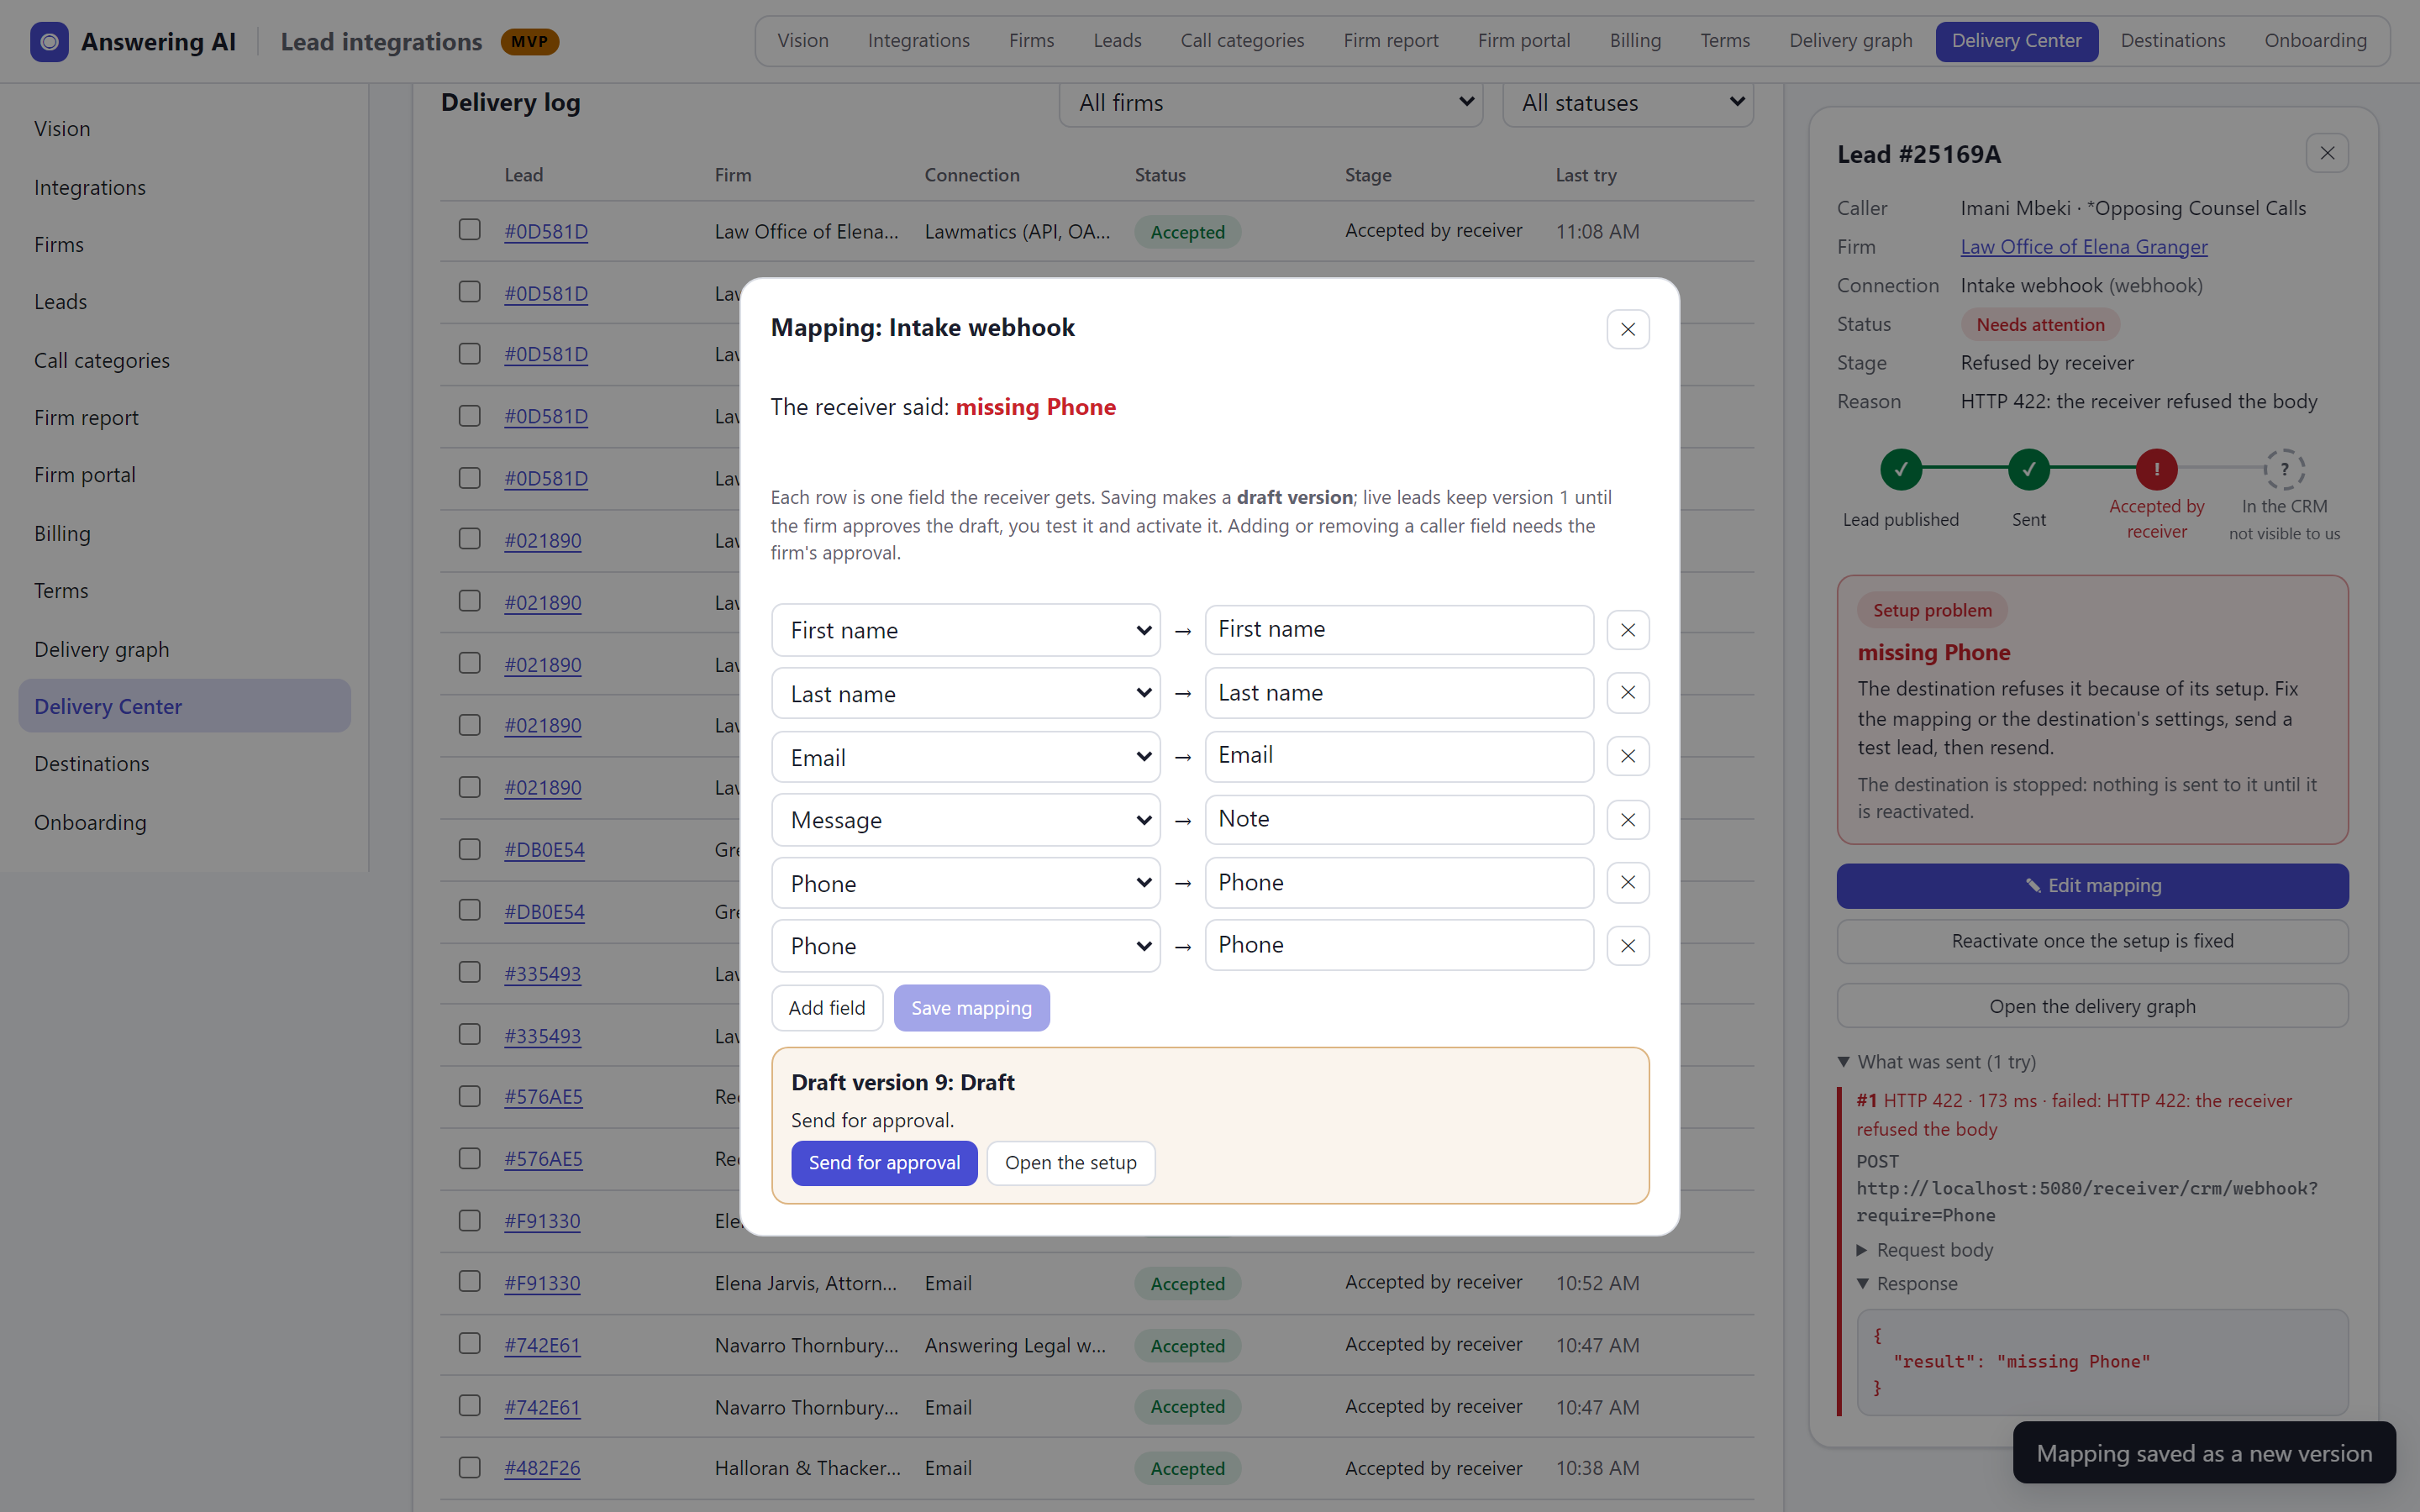 Answering AI
Lead integrations
MVP
Vision
Integrations
Firms
Leads
Call categories
Firm report
Firm portal
Billing
Terms
Delivery graph
Delivery Center
Destinations
Onboarding
Vision
Integrations
Firms
Leads
Call categories
Firm report
Firm portal
Billing
Terms
Delivery graph
Delivery Center
Destinations
Onboarding
Delivery log
All firms
All statuses
Lead Firm Connection Status Stage Last try
#0D581D Law Office of Elena... Lawmatics (API, OA... Accepted Accepted by receiver 11:08 AM
#0D581D
#0D581D
#0D581D
#0D581D
#021890
#021890
#021890
#021890
#021890
#DB0E54
#DB0E54
#335493
#335493
#576AE5
#576AE5
#F91330
#F91330 Elena Jarvis, Attorn... Email Accepted Accepted by receiver 10:52 AM
#742E61 Navarro Thornbury... Answering Legal w... Accepted Accepted by receiver 10:47 AM
#742E61 Navarro Thornbury... Email Accepted Accepted by receiver 10:47 AM
#482F26 Halloran & Thacker... Email Accepted Accepted by receiver 10:38 AM
Mapping: Intake webhook
The receiver said: missing Phone
Each row is one field the receiver gets. Saving makes a draft version; live leads keep version 1 until
the firm approves the draft, you test it and activate it. Adding or removing a caller field needs the
firm's approval.
First name → First name
Last name → Last name
Email → Email
Message → Note
Phone → Phone
Phone → Phone
Add field
Save mapping
Draft version 9: Draft
Send for approval.
Send for approval
Open the setup
Lead #25169A
Caller Imani Mbeki · *Opposing Counsel Calls
Firm Law Office of Elena Granger
Connection Intake webhook (webhook)
Status Needs attention
Stage Refused by receiver
Reason HTTP 422: the receiver refused the body
Lead published
Sent
Accepted by
receiver
In the CRM
not visible to us
Setup problem
missing Phone
The destination refuses it because of its setup. Fix
the mapping or the destination's settings, send a
test lead, then resend.
The destination is stopped: nothing is sent to it until it
is reactivated.
Edit mapping
Reactivate once the setup is fixed
Open the delivery graph
What was sent (1 try)
#1 HTTP 422 · 173 ms · failed: HTTP 422: the receiver
refused the body
POST
http://localhost:5080/receiver/crm/webhook?
require=Phone
Request body
Response
{
"result": "missing Phone"
}
Mapping saved as a new version